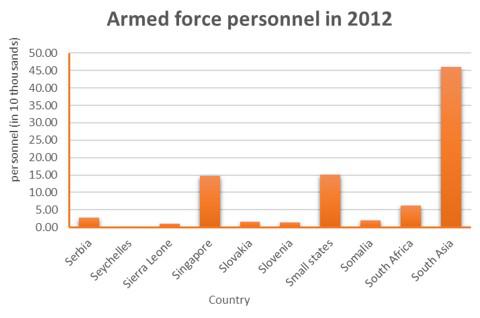 Armed force personnel in 2012
personnel (in 10 thousands)
50.00
45.00
40.00
35.00
30.00
25.00
20.00
15.00
10.00
5.00
0.00
Serbia
Seychelles
Sierra Leone
Singapore
Slovakia
Slovenia
Small states
Somalia
South Africa
South Asia
Country